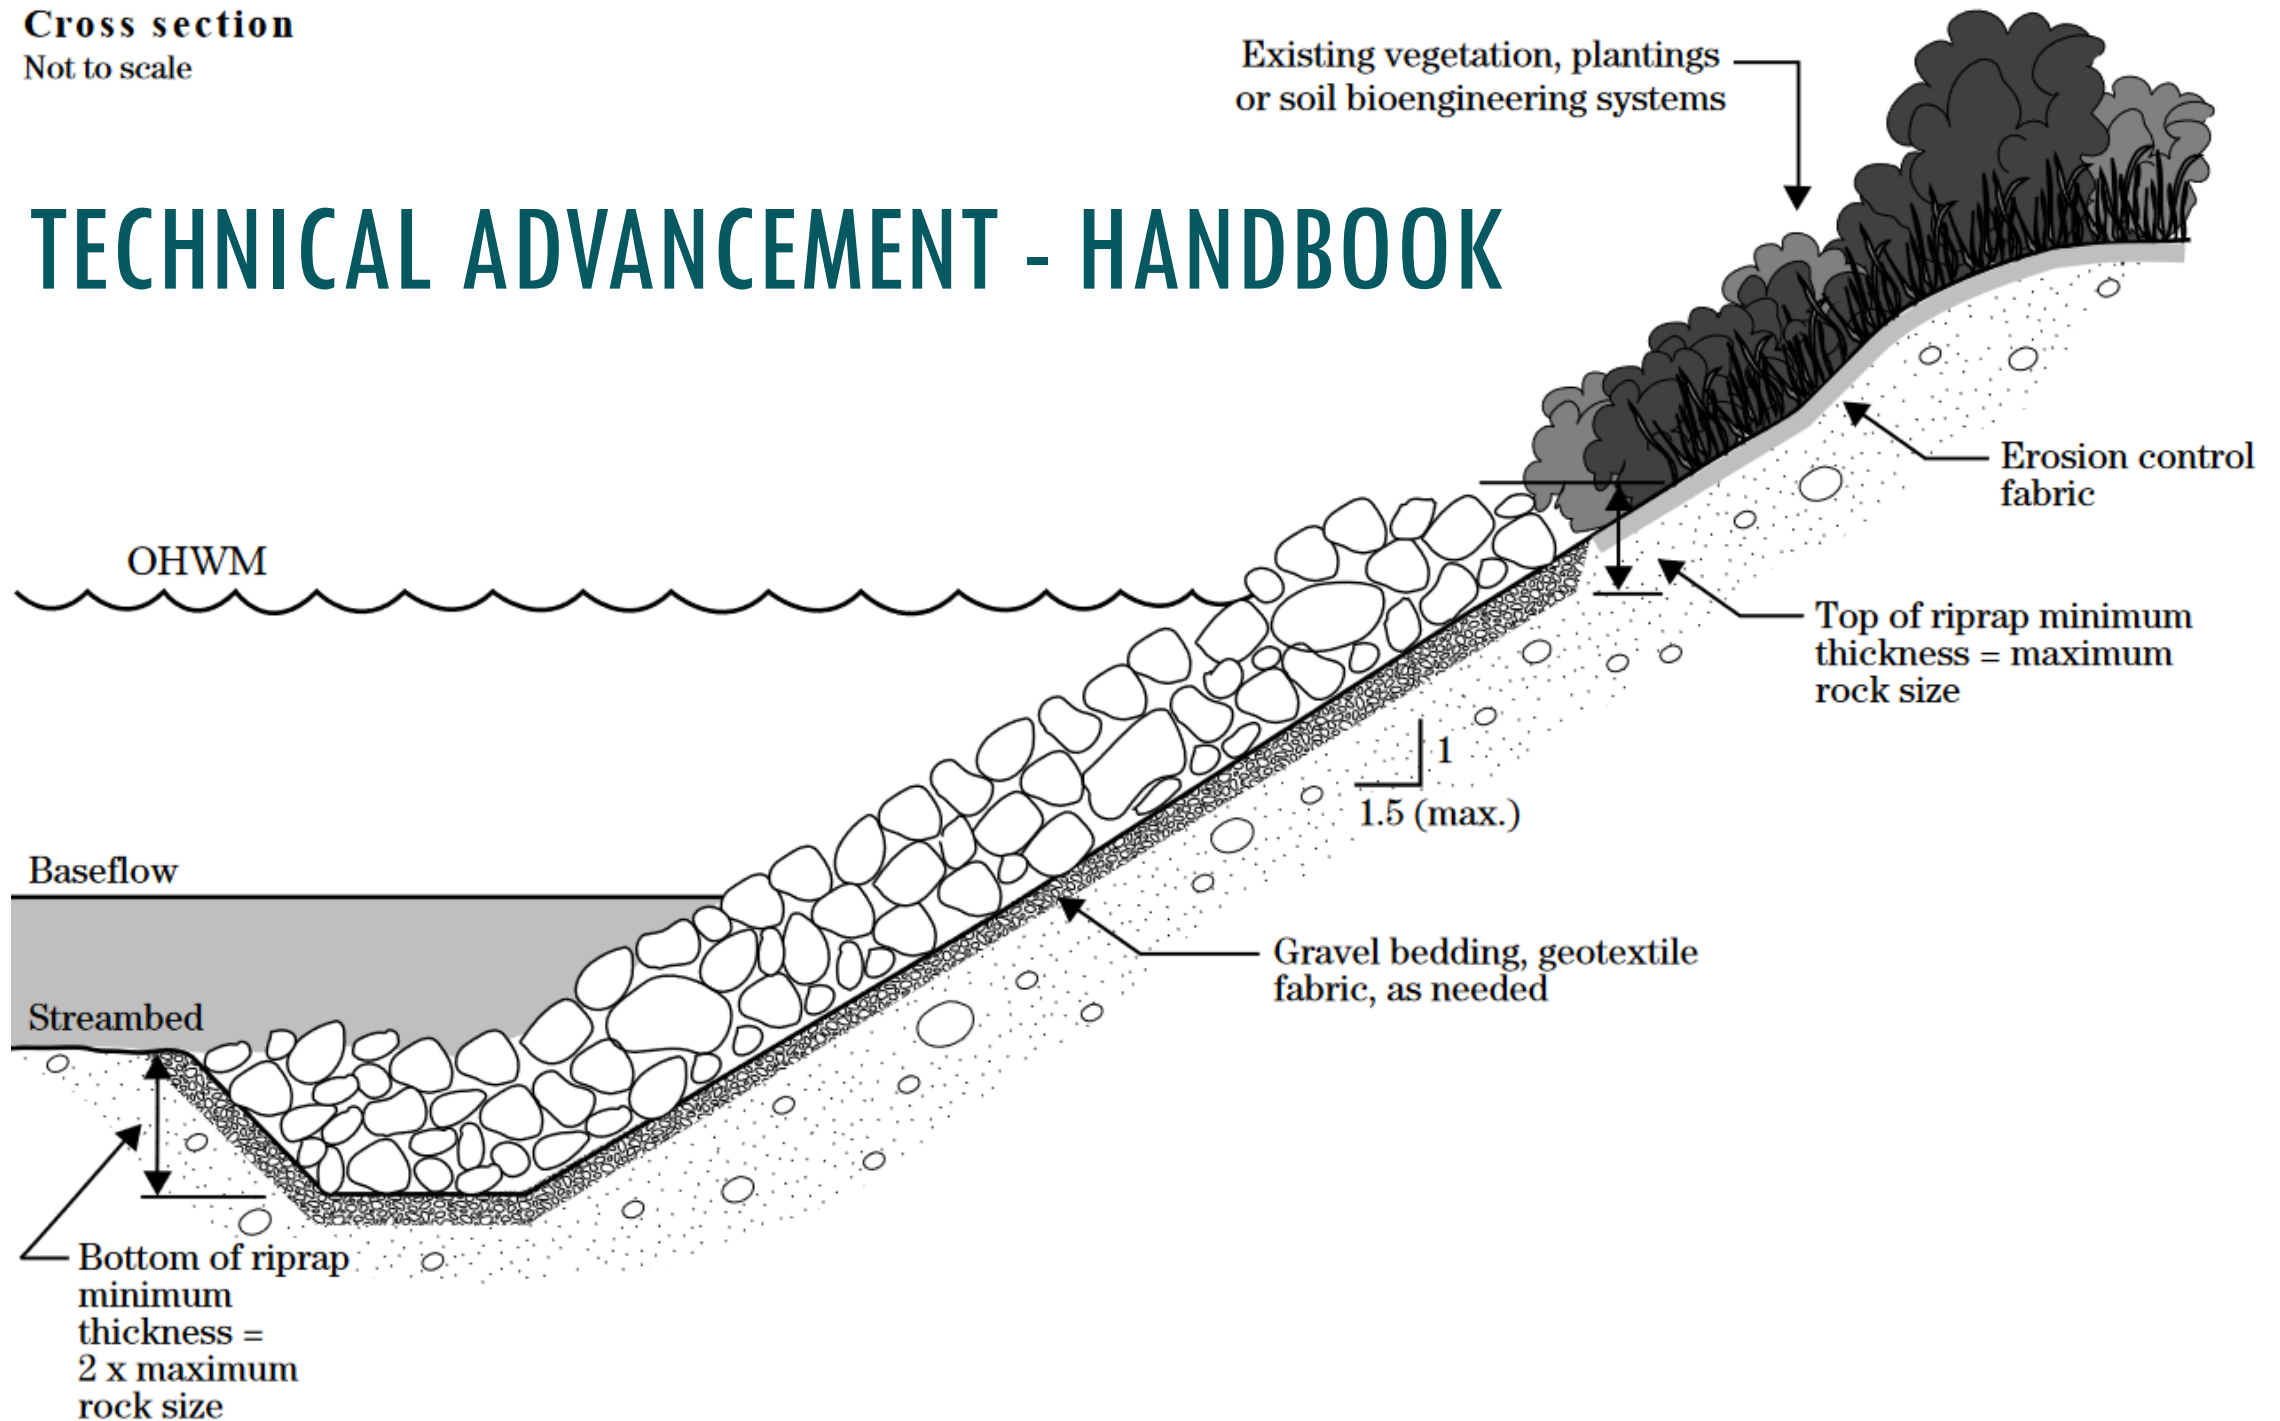 Cross section
Not to scale
Existing vegetation, plantings
or soil bioengineering systems
TECHNICAL ADVANCEMENT - HANDBOOK
Erosion control
fabric
OHWM
Top of riprap minimum
thickness = maximum
rock size
1
1.5 (max.)
Baseflow
Gravel bedding, geotextile
fabric, as needed
Streambed
Bottom of riprap
minimum
thickness =
2 x maximum
rock size